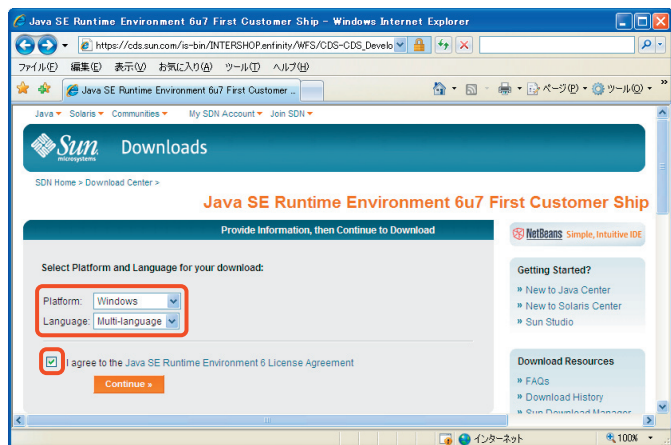 Java SE Runtime Environment 6u7 First Customer Ship - Windows Internet Explorer
https://cds.sun.com/is-bin/INTERSHOP.enfinity/WFS/CDS-CDS_Develo
ファイル(F) 編集(E) 表示(V) お気に入り(A) ツール(T) ヘルプ(H)
Java SE Runtime Environment 6u7 First Customer ...
ページ(P) ツール(O) »
Java Solaris Communities My SDN Account Join SDN
Sun microsystems Downloads
SDN Home > Download Center >
Java SE Runtime Environment 6u7 First Customer Ship
Provide Information, then Continue to Download
Select Platform and Language for your download:
Platform: Windows
Language: Multi-language
I agree to the Java SE Runtime Environment 6 License Agreement
Continue »
NetBeans Simple, Intuitive IDE
Getting Started?
» New to Java Center
» New to Solaris Center
» Sun Studio
Download Resources
» FAQs
» Download History
» Sun Download Manager
インターネット 100%